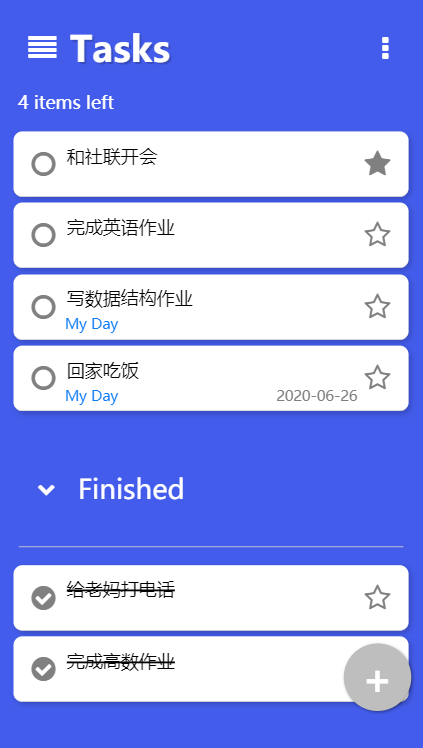 Tasks
4 items left
和社联开会
完成英语作业
写数据结构作业
My Day
回家吃饭
My Day 2020-06-26
Finished
给老妈打电话
完成高数作业